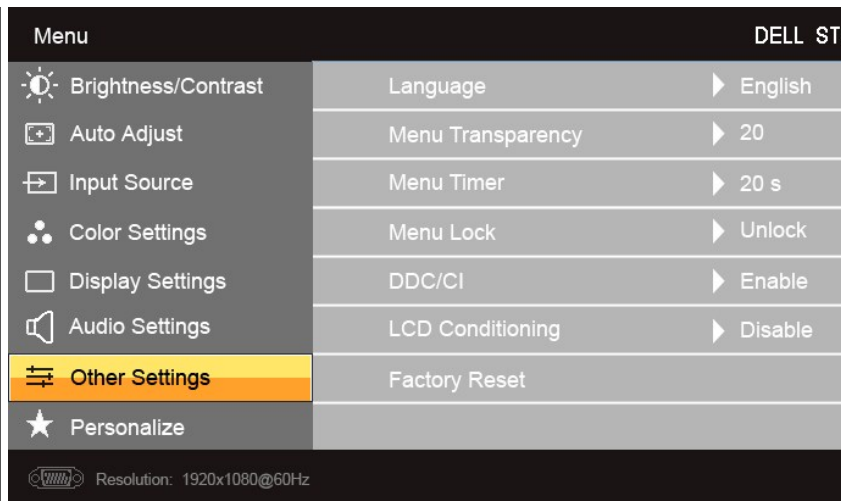 Menu DELL ST
Brightness/Contrast Language English
Auto Adjust Menu Transparency 20
Input Source Menu Timer 20 s
Color Settings Menu Lock Unlock
Display Settings DDC/CI Enable
Audio Settings LCD Conditioning Disable
Other Settings Factory Reset
Personalize
Resolution: 1920x1080@60Hz